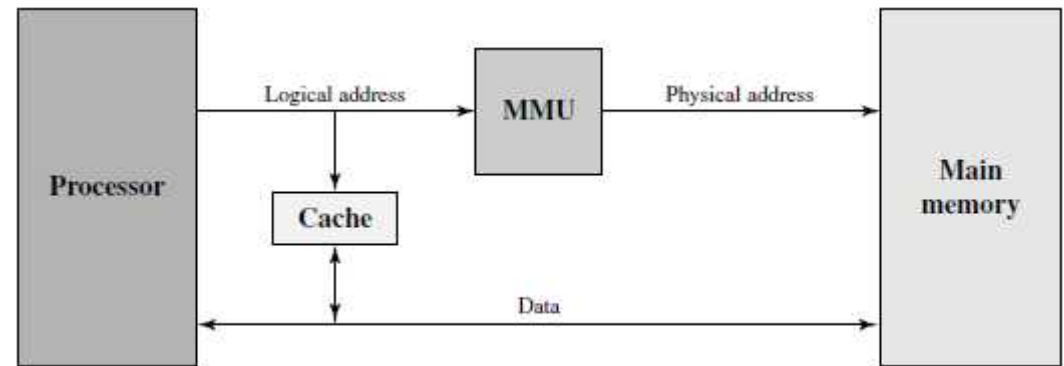 Logical address
MMU
Physical address
Processor
Main
memory
Cache
Data